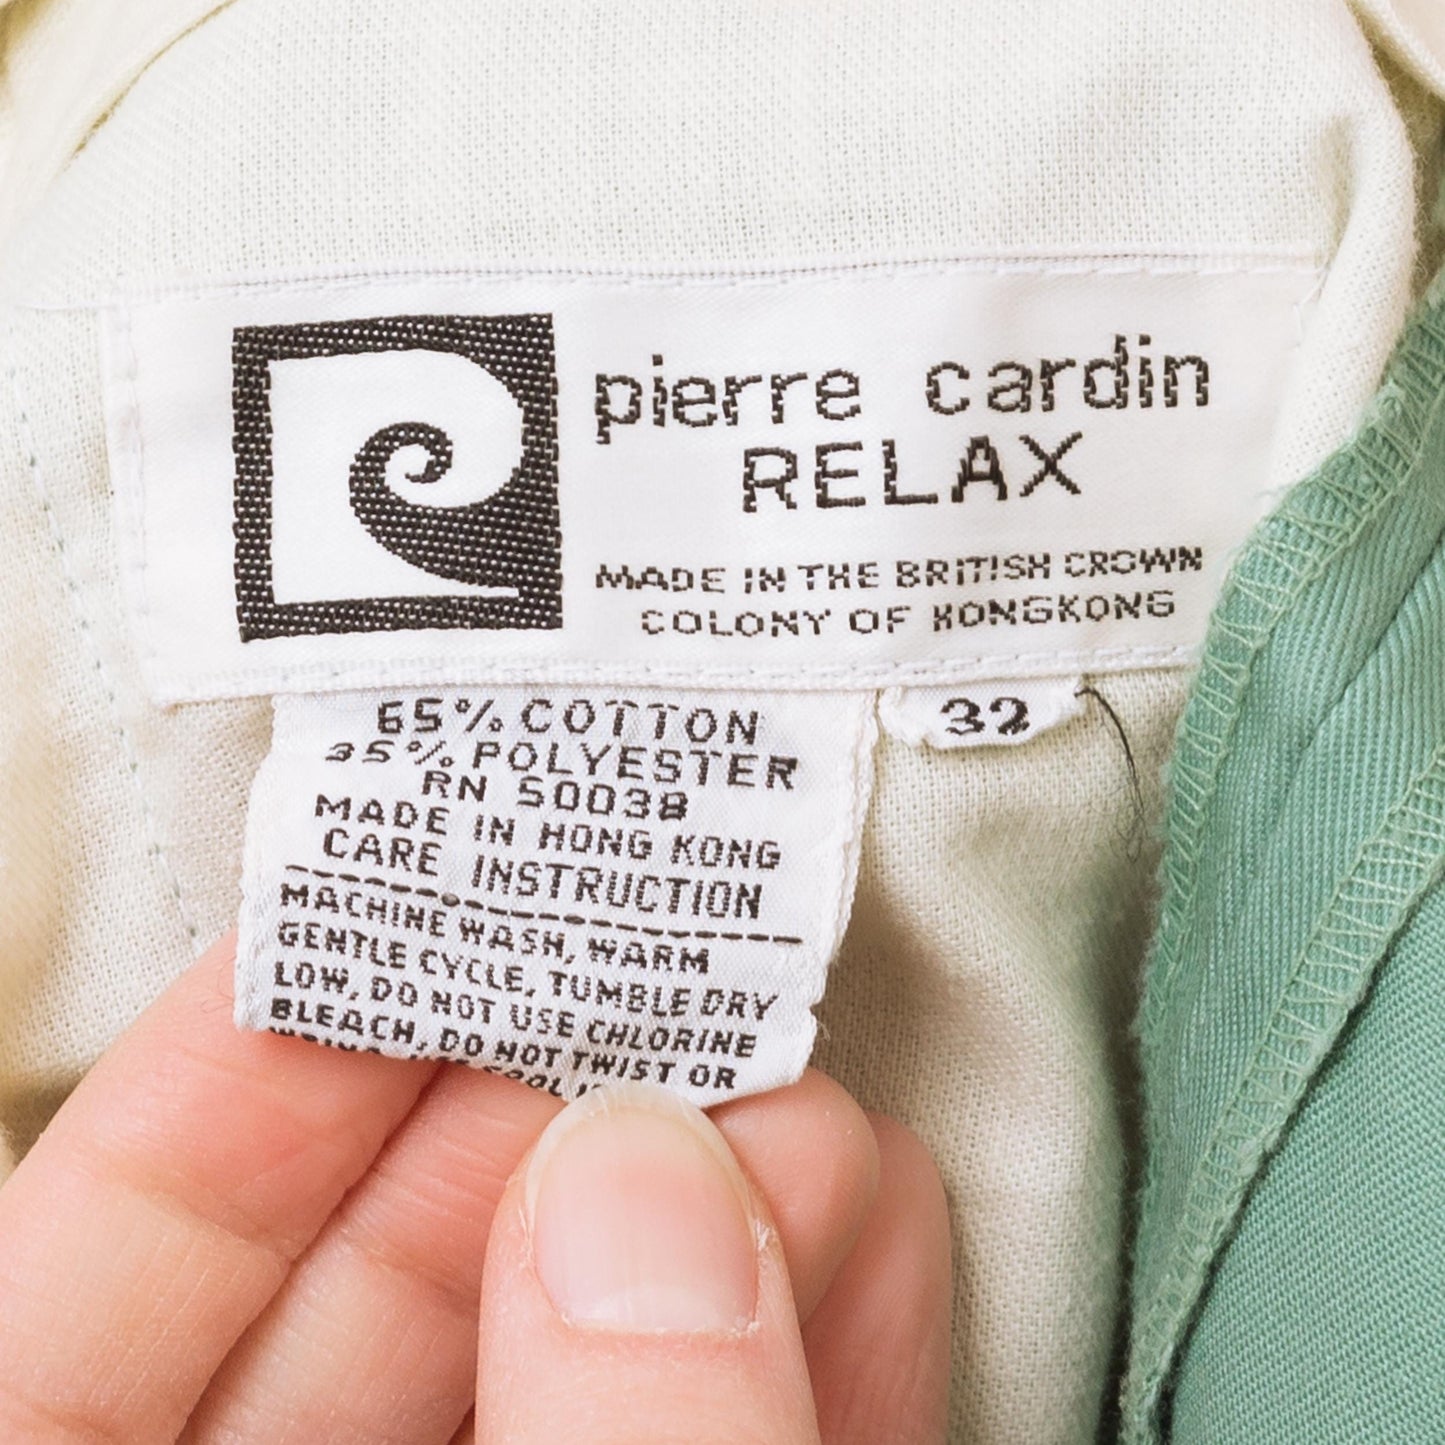 pierre cardin
RELAX
MADE IN THE BRITISH CROWN
COLONY OF HONGKONG
32
65% COTTON
35% POLYESTER
RN 50038
MADE IN HONG KONG
CARE INSTRUCTION
MACHINE WASH, WARM
GENTLE CYCLE, TUMBLE DRY
LOW, DO NOT USE CHLORINE
BLEACH, DO NOT TWIST OR